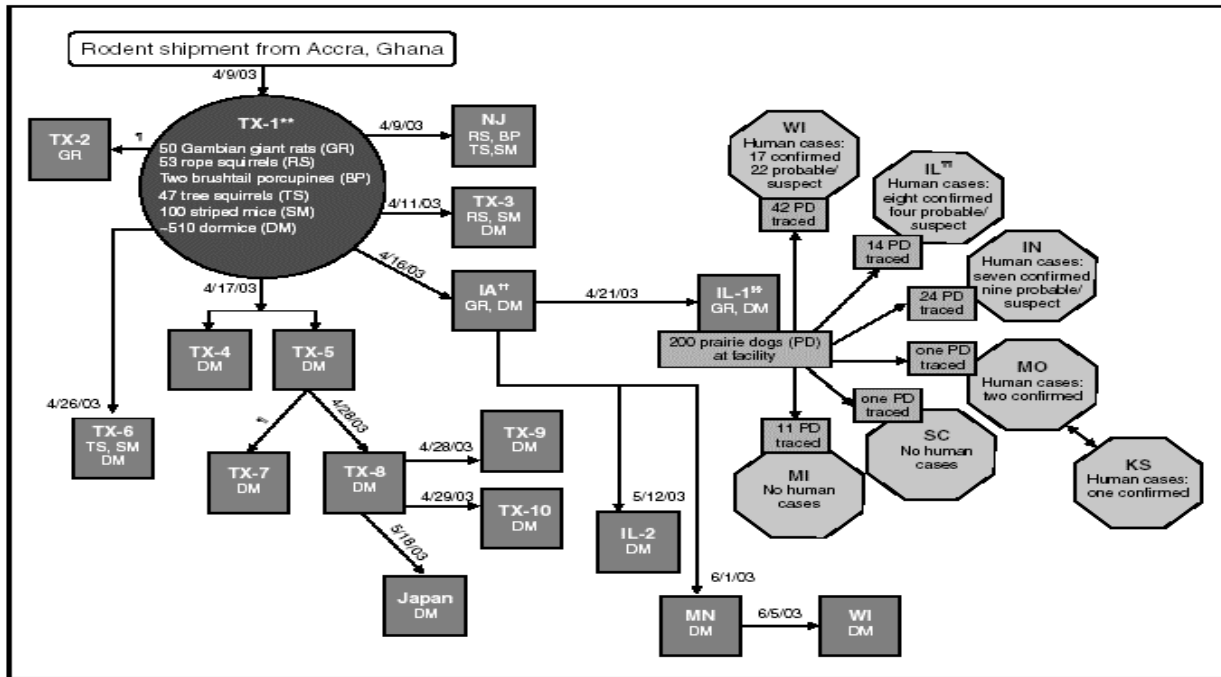 Rodent shipment from Accra, Ghana
4/9/03
TX-1**
50 Gambian giant rats (GR)
53 rope squirrels (RS)
Two brushtail porcupines (BP)
47 tree squirrels (TS)
100 striped mice (SM)
~510 dormice (DM)
¶
TX-2
GR
4/9/03
NJ
RS, BP
TS,SM
4/11/03
TX-3
RS, SM
DM
4/16/03
IA††
GR, DM
4/21/03
IL-1§§
GR, DM
200 prairie dogs (PD)
at facility
4/17/03
TX-4
DM
TX-5
DM
4/26/03
TX-6
TS, SM
DM
¶
TX-7
DM
4/28/03
TX-8
DM
4/28/03
TX-9
DM
4/29/03
TX-10
DM
5/18/03
Japan
DM
5/12/03
IL-2
DM
6/1/03
MN
DM
6/5/03
WI
DM
WI
Human cases:
17 confirmed
22 probable/
suspect
42 PD
traced
IL¶¶
Human cases:
eight confirmed
four probable/
suspect
14 PD
traced
IN
Human cases:
seven confirmed
nine probable/
suspect
24 PD
traced
one PD
traced
MO
Human cases:
two confirmed
one PD
traced
SC
No human
cases
11 PD
traced
MI
No human
cases
KS
Human cases:
one confirmed